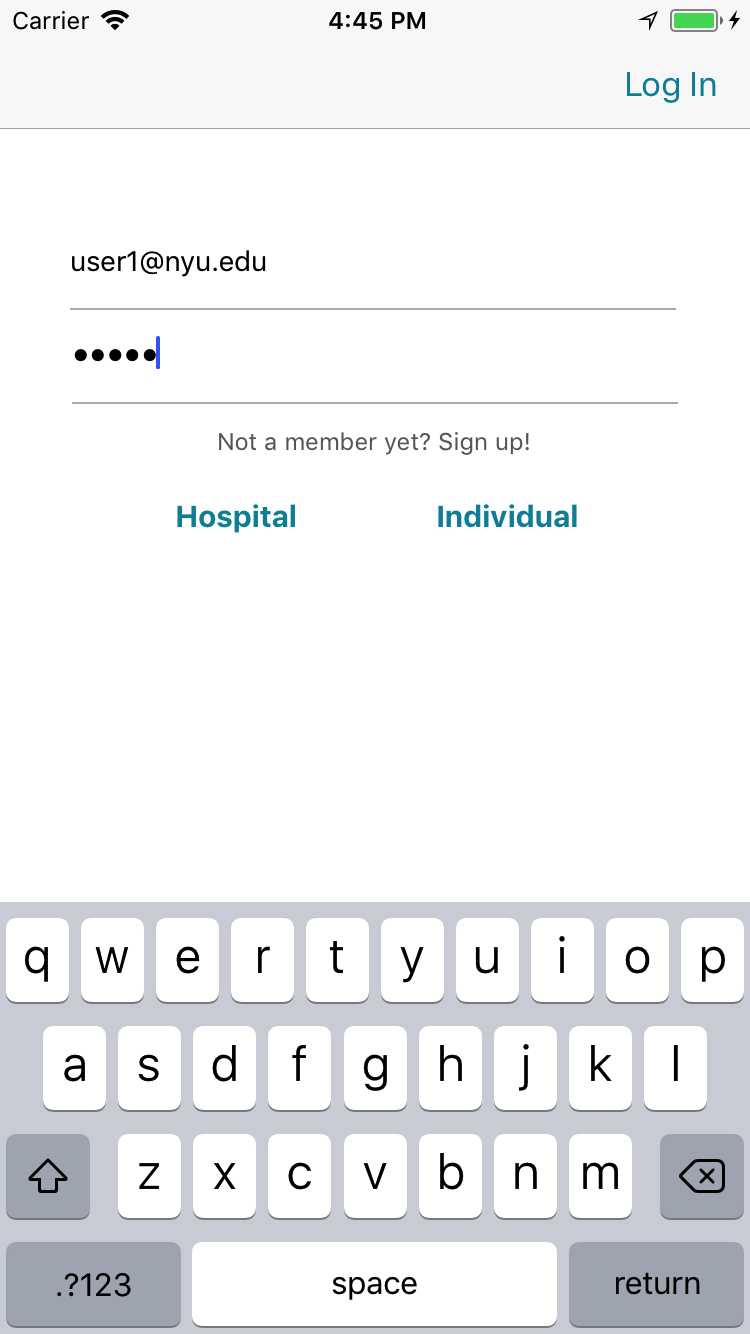 Carrier 4:45 PM
Log In
user1@nyu.edu
•••••
Not a member yet? Sign up!
Hospital Individual
q w e r t y u i o p
a s d f g h j k l
z x c v b n m
.?123 space return